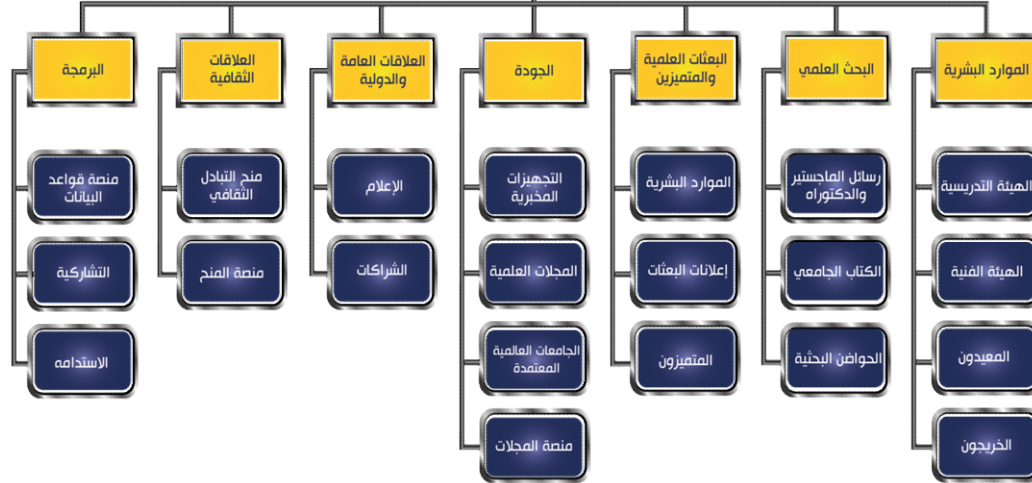 الموارد البشرية
الهيئة التدريسية
الهيئة الفنية
المعيدون
الخريجون
البحث العلمي
رسائل الماجستير
والدكتوراه
الكتاب الجامعي
الحواضن البحثية
البعثات العلمية
والمتميزين
الموارد البشرية
إعلانات البعثات
المتميزون
الجودة
التجهيزات
المخبرية
المجلات العلمية
الجامعات العالمية
المعتمدة
منصة المجلات
العلاقات العامة
والدولية
الإعلام
الشراكات
العلاقات
الثقافية
منح التبادل
الثقافي
منصة المنح
البرمجة
منصة قواعد
البيانات
التشاركية
الاستدامه